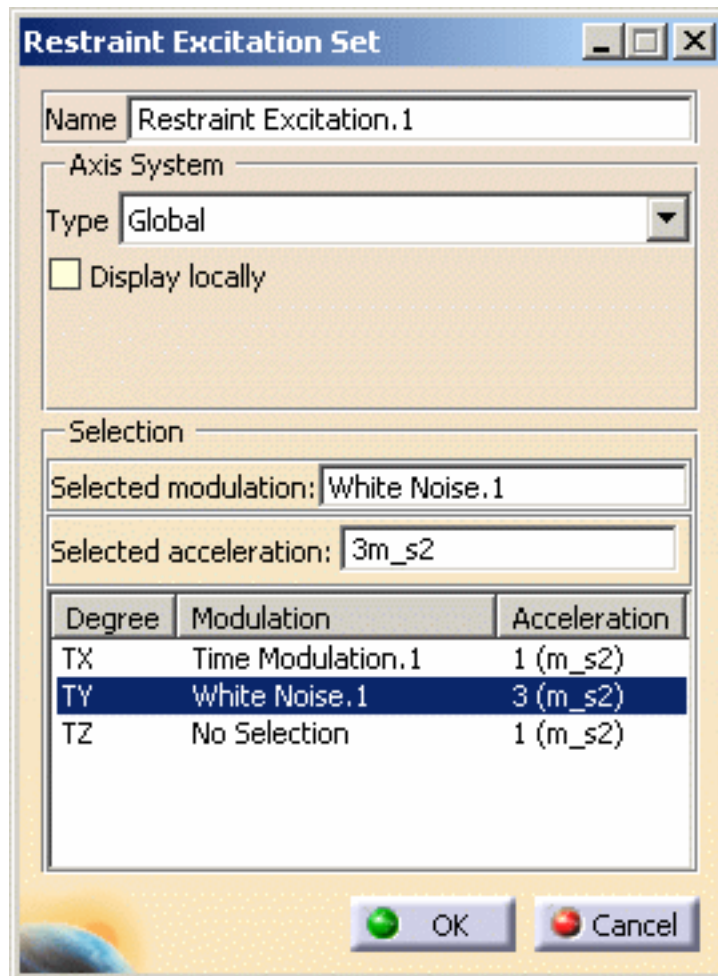 Restraint Excitation Set
Name Restraint Excitation.1
Axis System
Type Global
Display locally
Selection
Selected modulation: White Noise.1
Selected acceleration: 3m_s2
Degree Modulation Acceleration
TX Time Modulation.1 1 (m_s2)
TY White Noise.1 3 (m_s2)
TZ No Selection 1 (m_s2)
OK Cancel